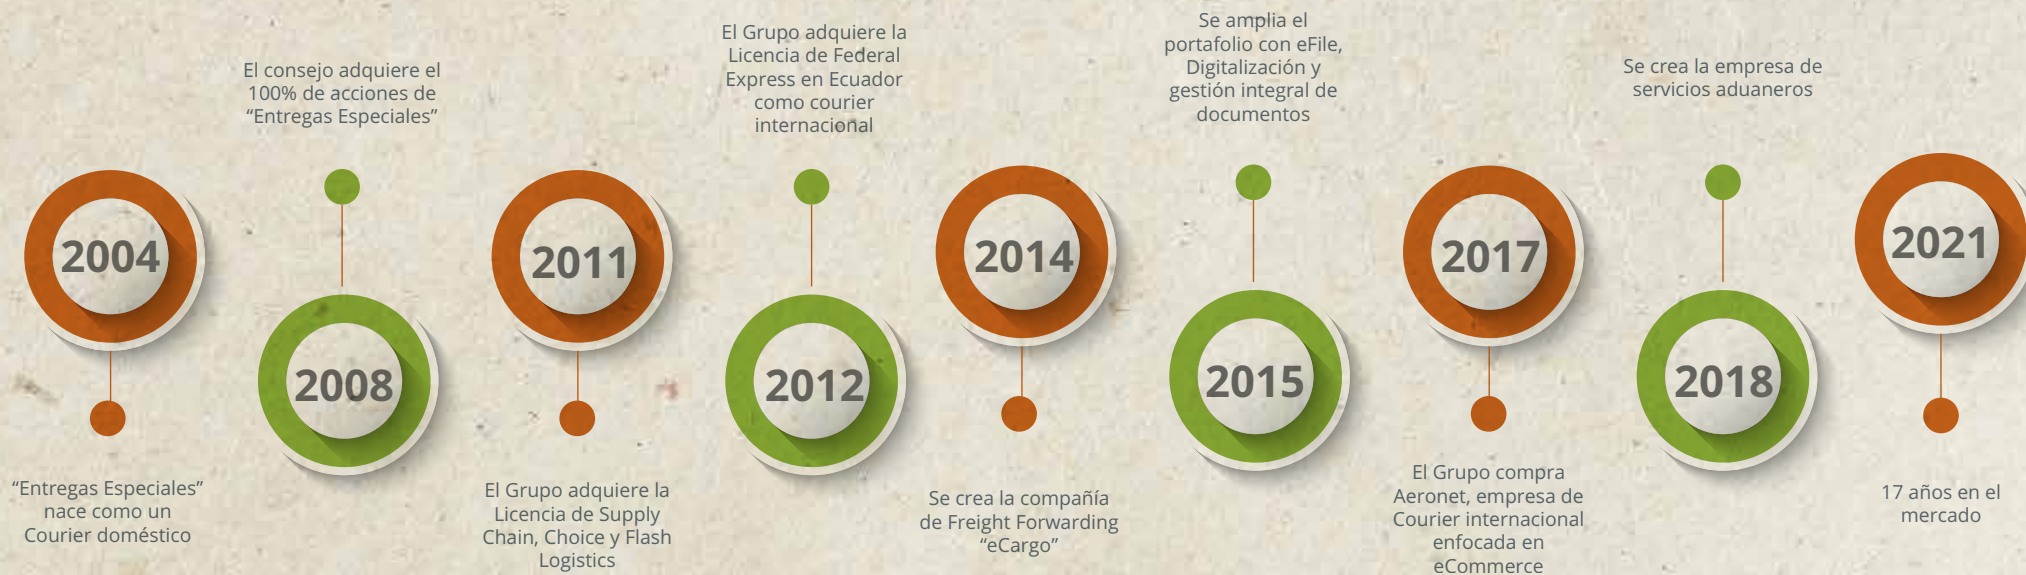 2004
"Entregas Especiales"
nace como un
Courier doméstico
El consejo adquiere el
100% de acciones de
"Entregas Especiales"
2008
2011
El Grupo adquiere la
Licencia de Supply
Chain, Choice y Flash
Logistics
El Grupo adquiere la
Licencia de Federal
Express en Ecuador
como courier
internacional
2012
2014
Se crea la compañía
de Freight Forwarding
"eCargo"
Se amplia el
portafolio con eFile,
Digitalización y
gestión integral de
documentos
2015
2017
El Grupo compra
Aeronet, empresa de
Courier internacional
enfocada en
eCommerce
Se crea la empresa de
servicios aduaneros
2018
2021
17 años en el
mercado